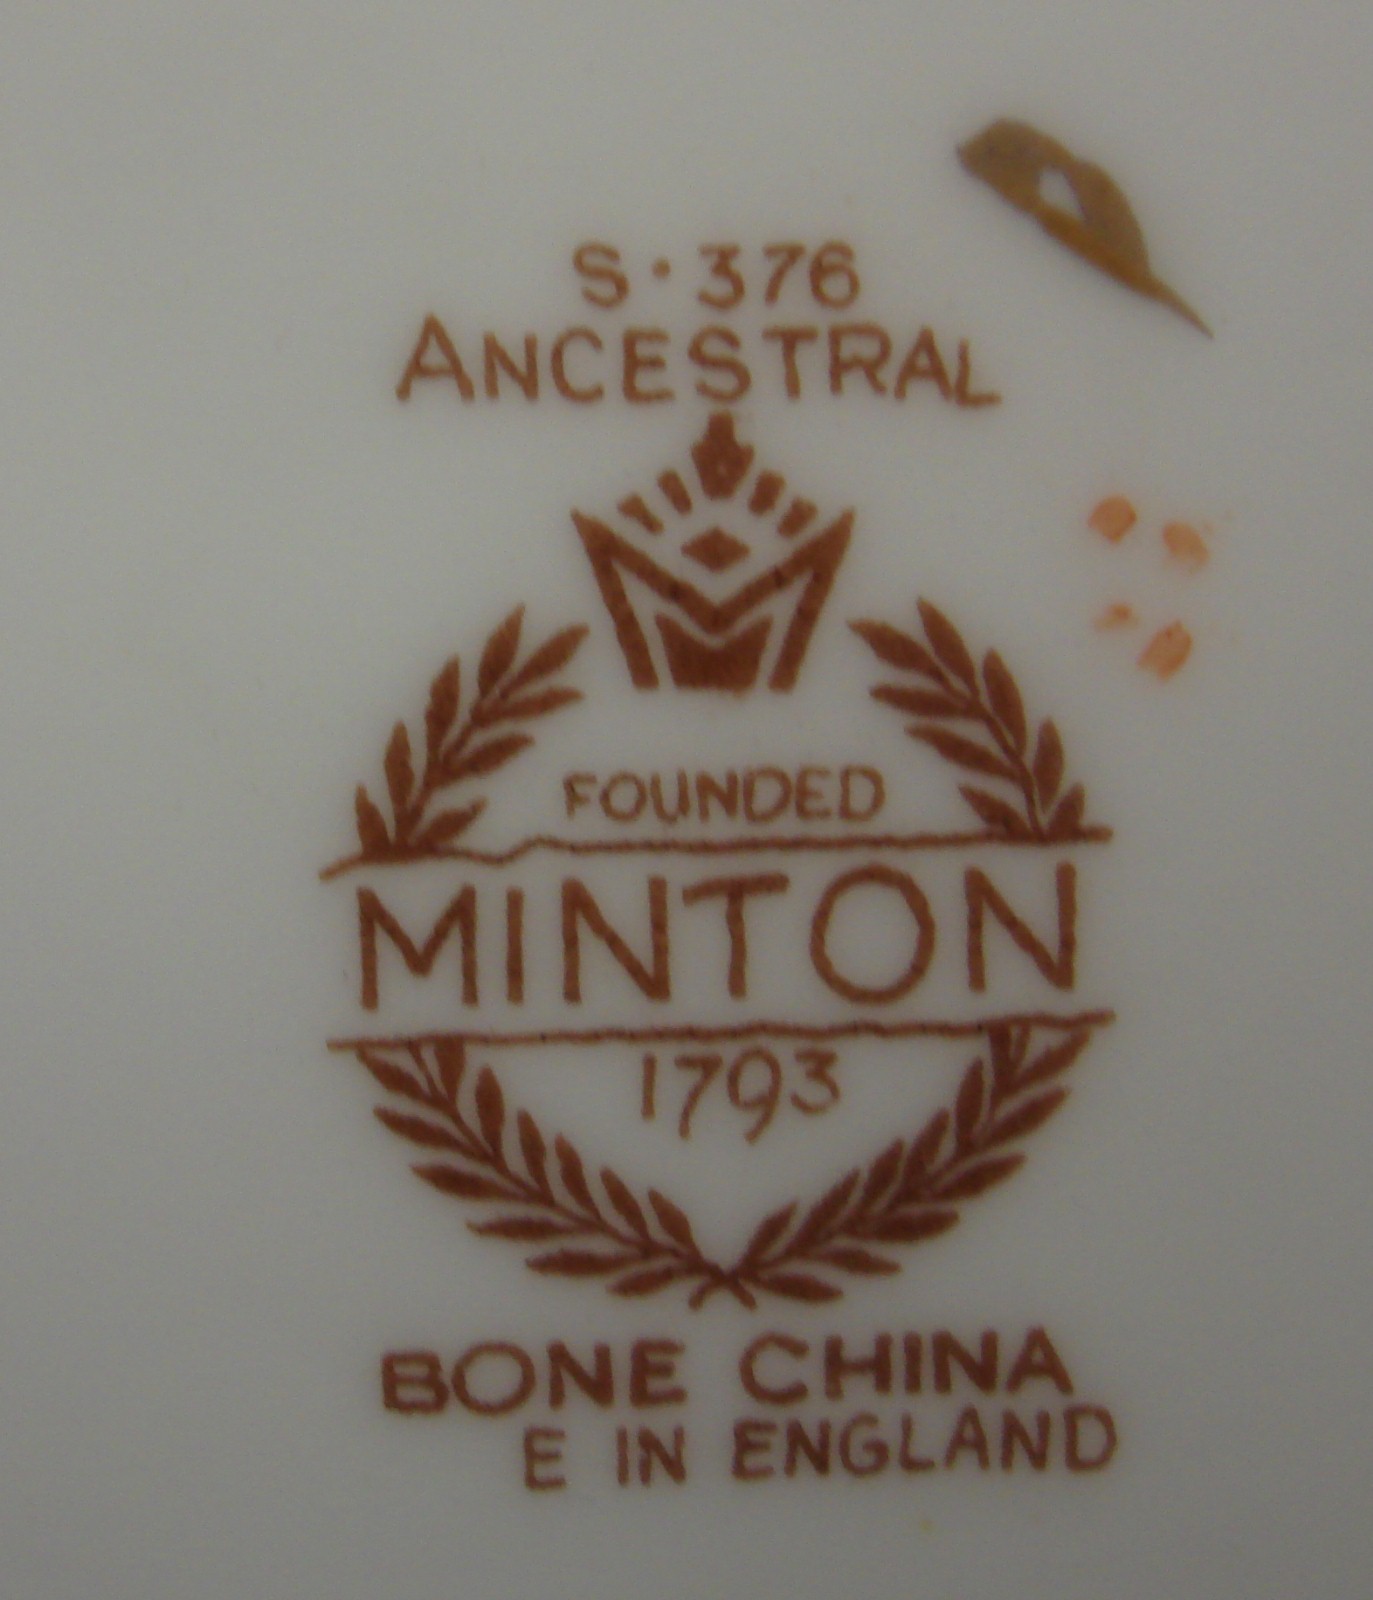 S·376
ANCESTRAL
FOUNDED
MINTON
1793
BONE CHINA
E IN ENGLAND